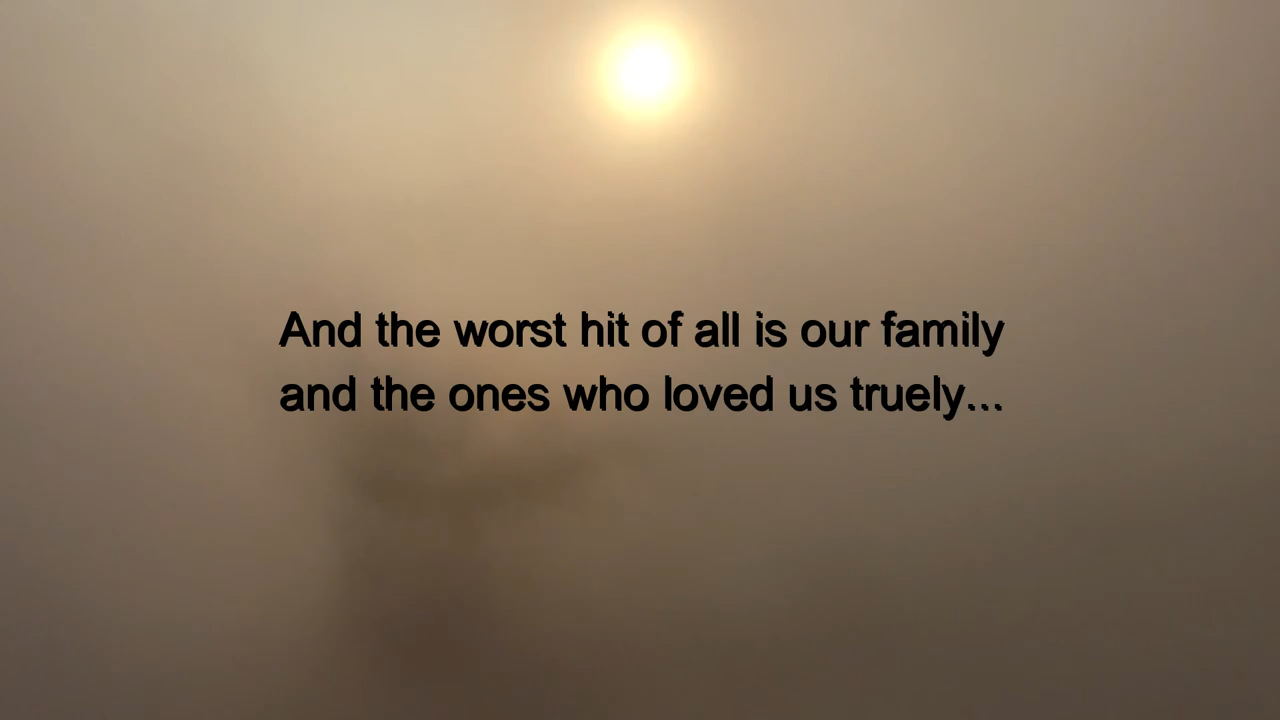 And the worst hit of all is our family
and the ones who loved us truely...